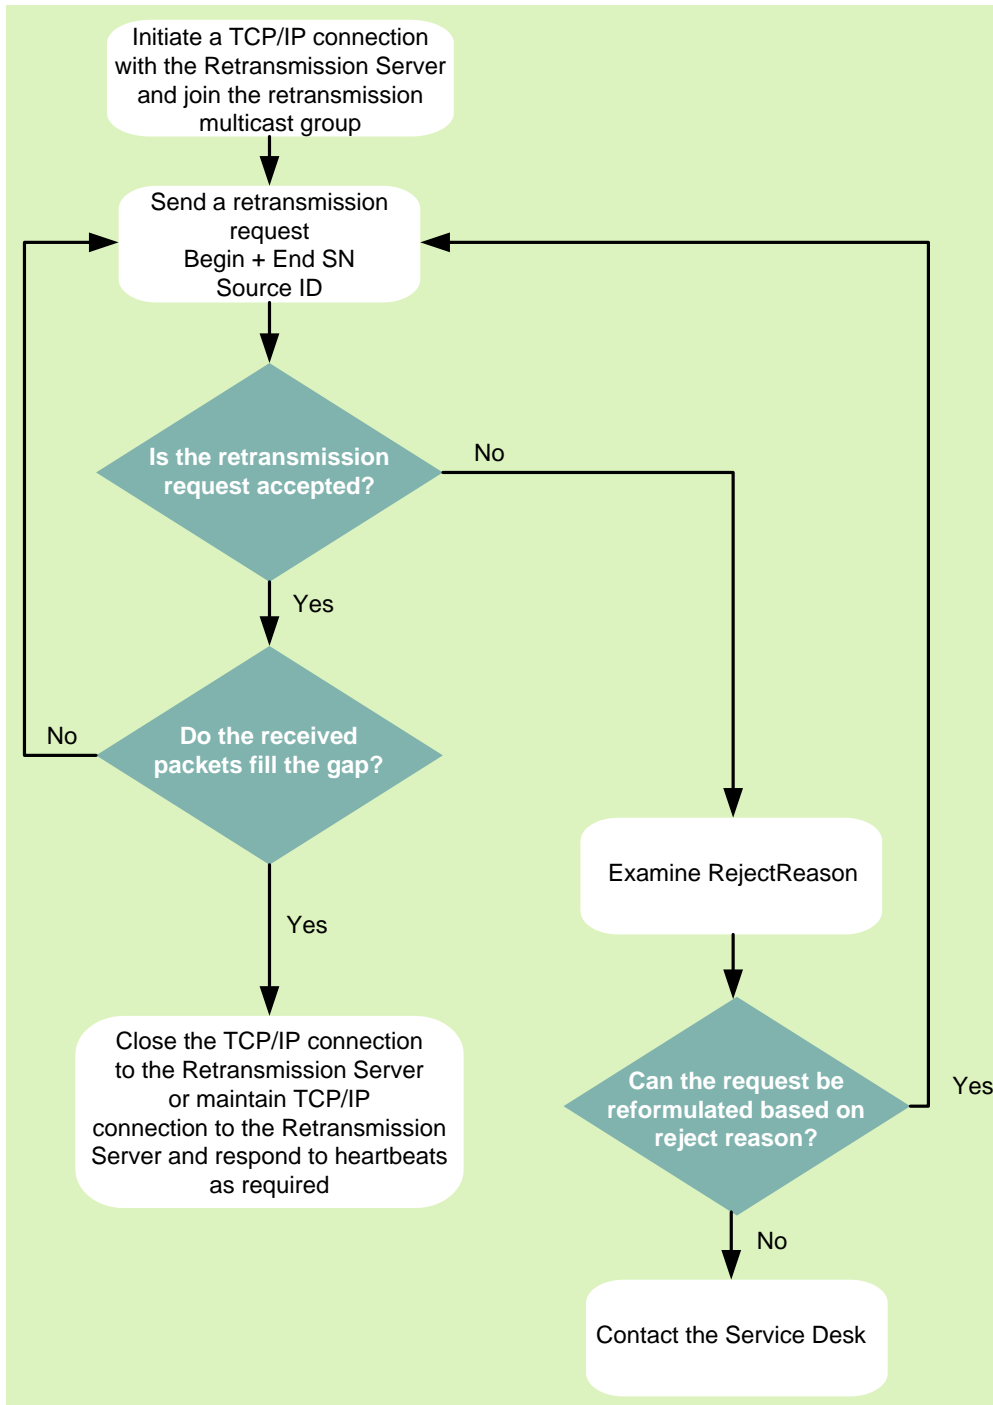 Initiate a TCP/IP connection
with the Retransmission Server
and join the retransmission
multicast group
Send a retransmission
request
Begin + End SN
Source ID
Is the retransmission
request accepted?
No
Yes
Do the received
packets fill the gap?
No
Yes
Examine RejectReason
Close the TCP/IP connection
to the Retransmission Server
or maintain TCP/IP
connection to the Retransmission
Server and respond to heartbeats
as required
Can the request be
reformulated based on
reject reason?
Yes
No
Contact the Service Desk